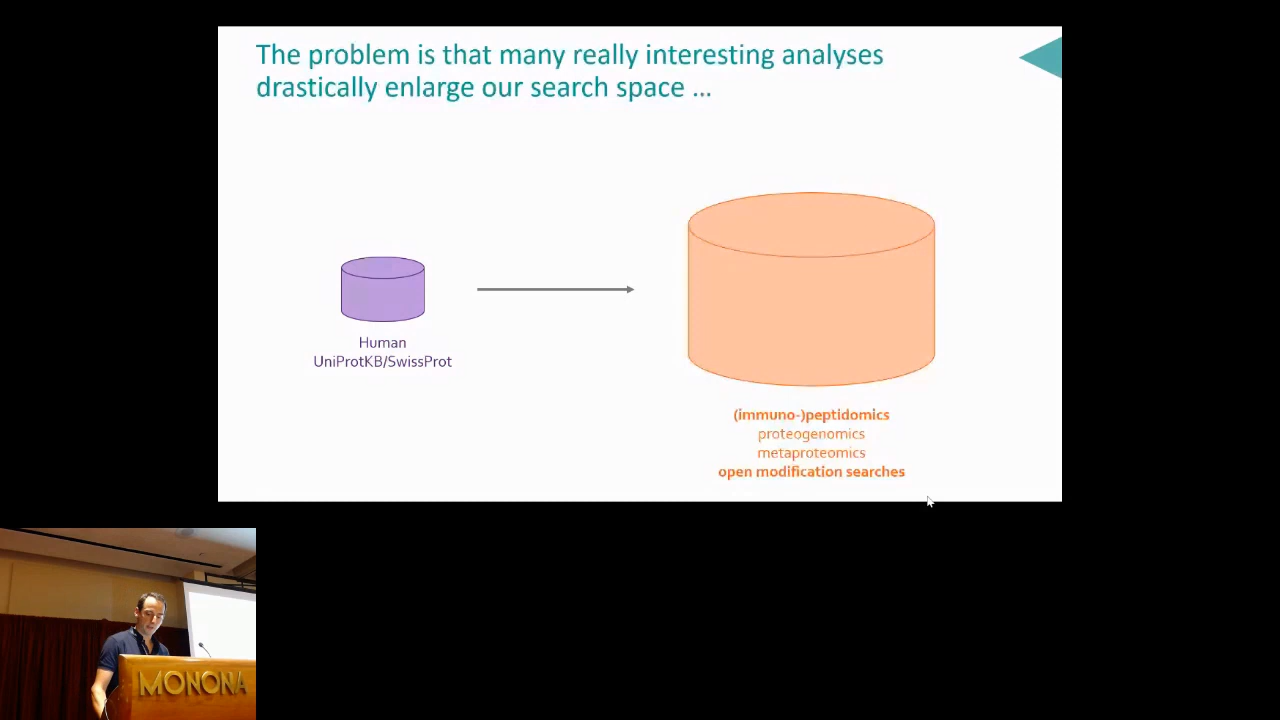 The problem is that many really interesting analyses
drastically enlarge our search space ...
Human
UniProtKB/SwissProt
(immuno-)peptidomics
proteogenomics
metaproteomics
open modification searches
MONONA